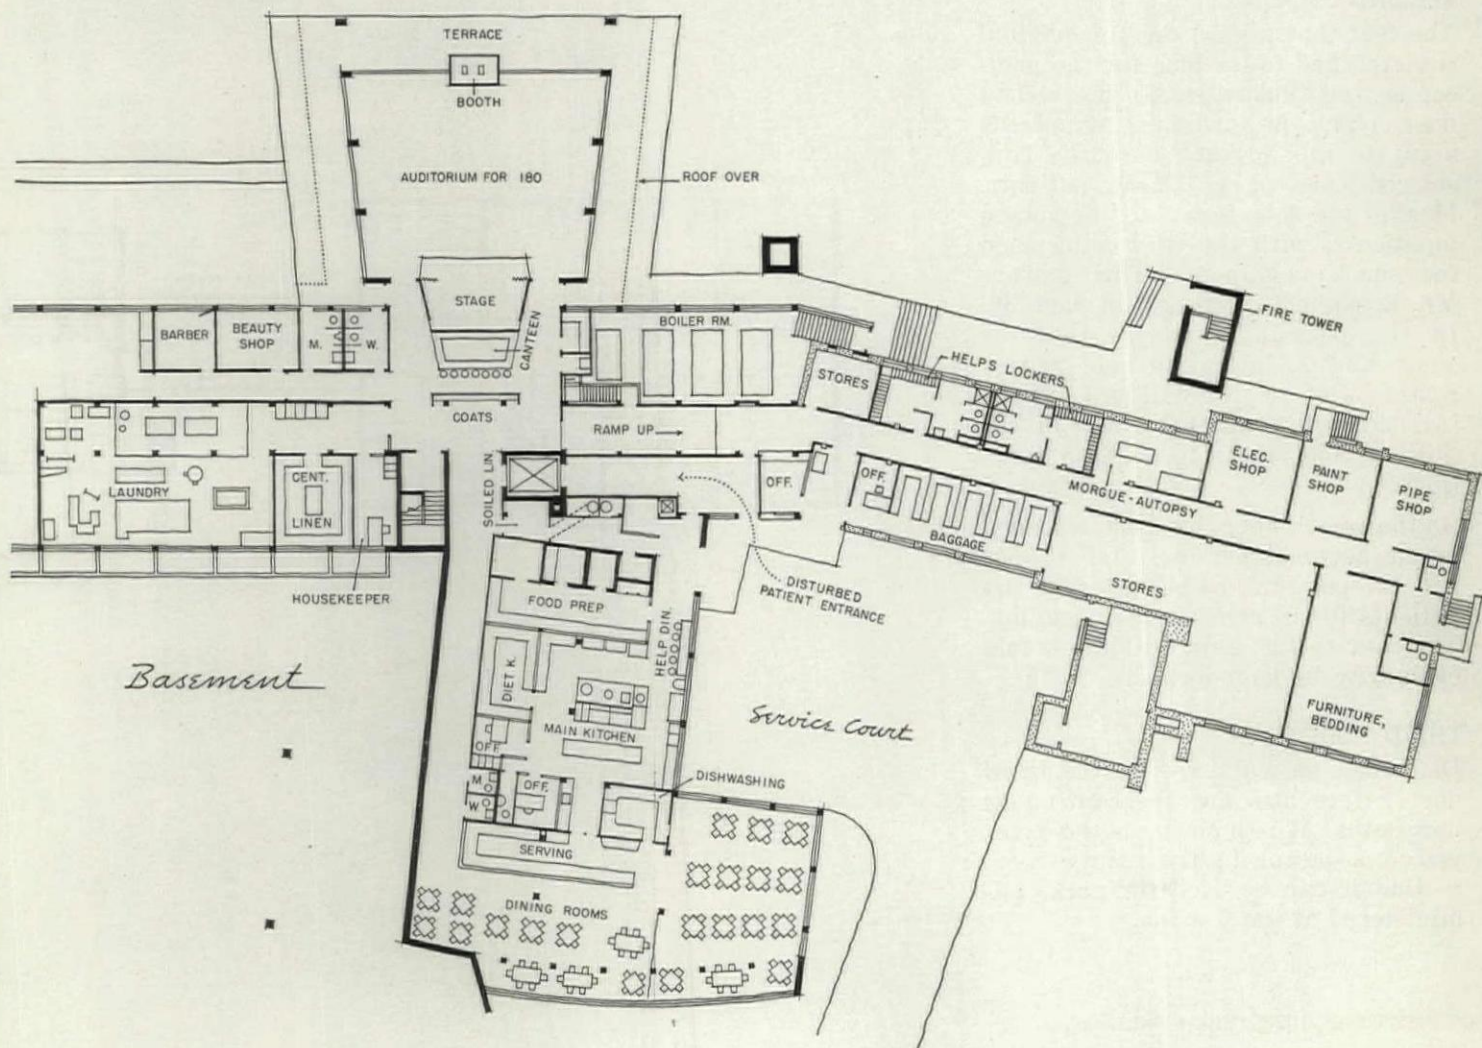 TERRACE
BOOTH
AUDITORIUM FOR 180
ROOF OVER
STAGE
CANTEEN
BARBER
BEAUTY
SHOP
M.
W.
BOILER RM.
FIRE TOWER
HELP'S LOCKERS
STORES
COATS
RAMP UP
SOILED LIN.
LAUNDRY
CENT.
LINEN
HOUSEKEEPER
OFF.
OFF.
BAGGAGE
MORGUE-AUTOPSY
ELEC.
SHOP
PAINT
SHOP
PIPE
SHOP
STORES
DISTURBED
PATIENT ENTRANCE
FOOD PREP
HELP DIN.
DIET K.
MAIN KITCHEN
OFF.
M.
W.
OFF.
DISHWASHING
SERVING
DINING ROOMS
FURNITURE,
BEDDING
Basement
Service Court